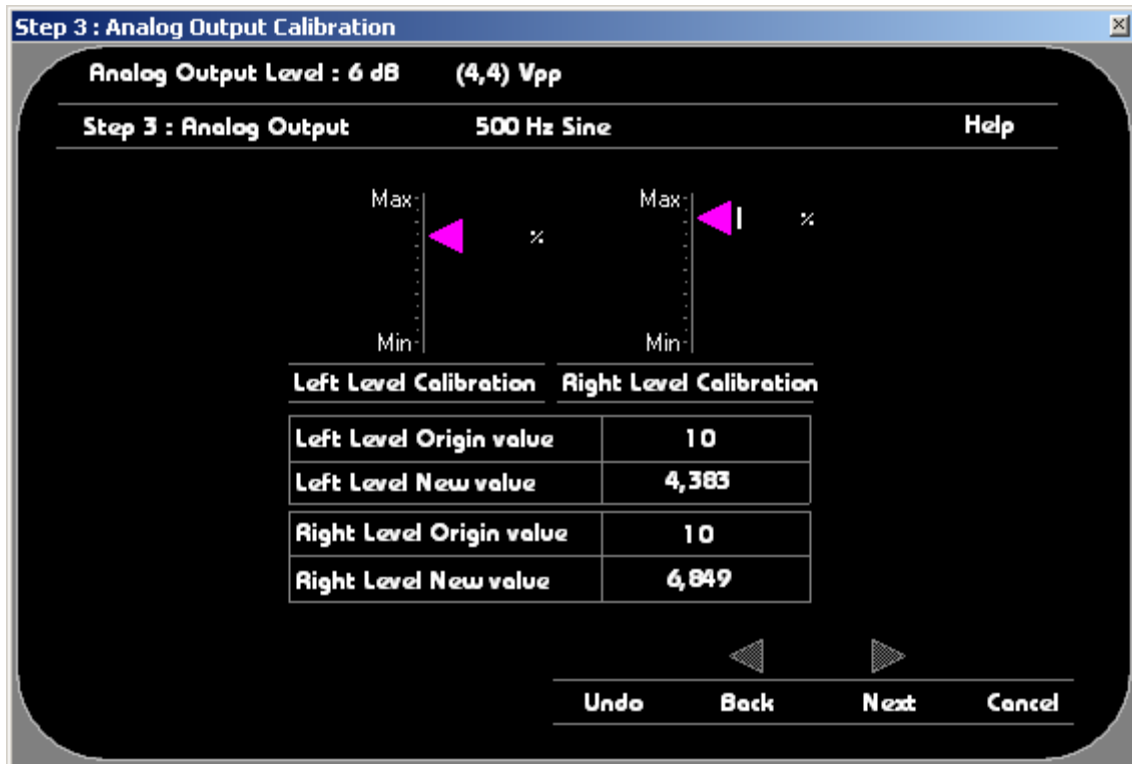 Step 3 : Analog Output Calibration
Analog Output Level : 6 dB (4,4) Vpp
Step 3 : Analog Output 500 Hz Sine Help
Max Max
% %
Min Min
Left Level Calibration Right Level Calibration
Left Level Origin value 10
Left Level New value 4,383
Right Level Origin value 10
Right Level New value 6,849
Undo Back Next Cancel